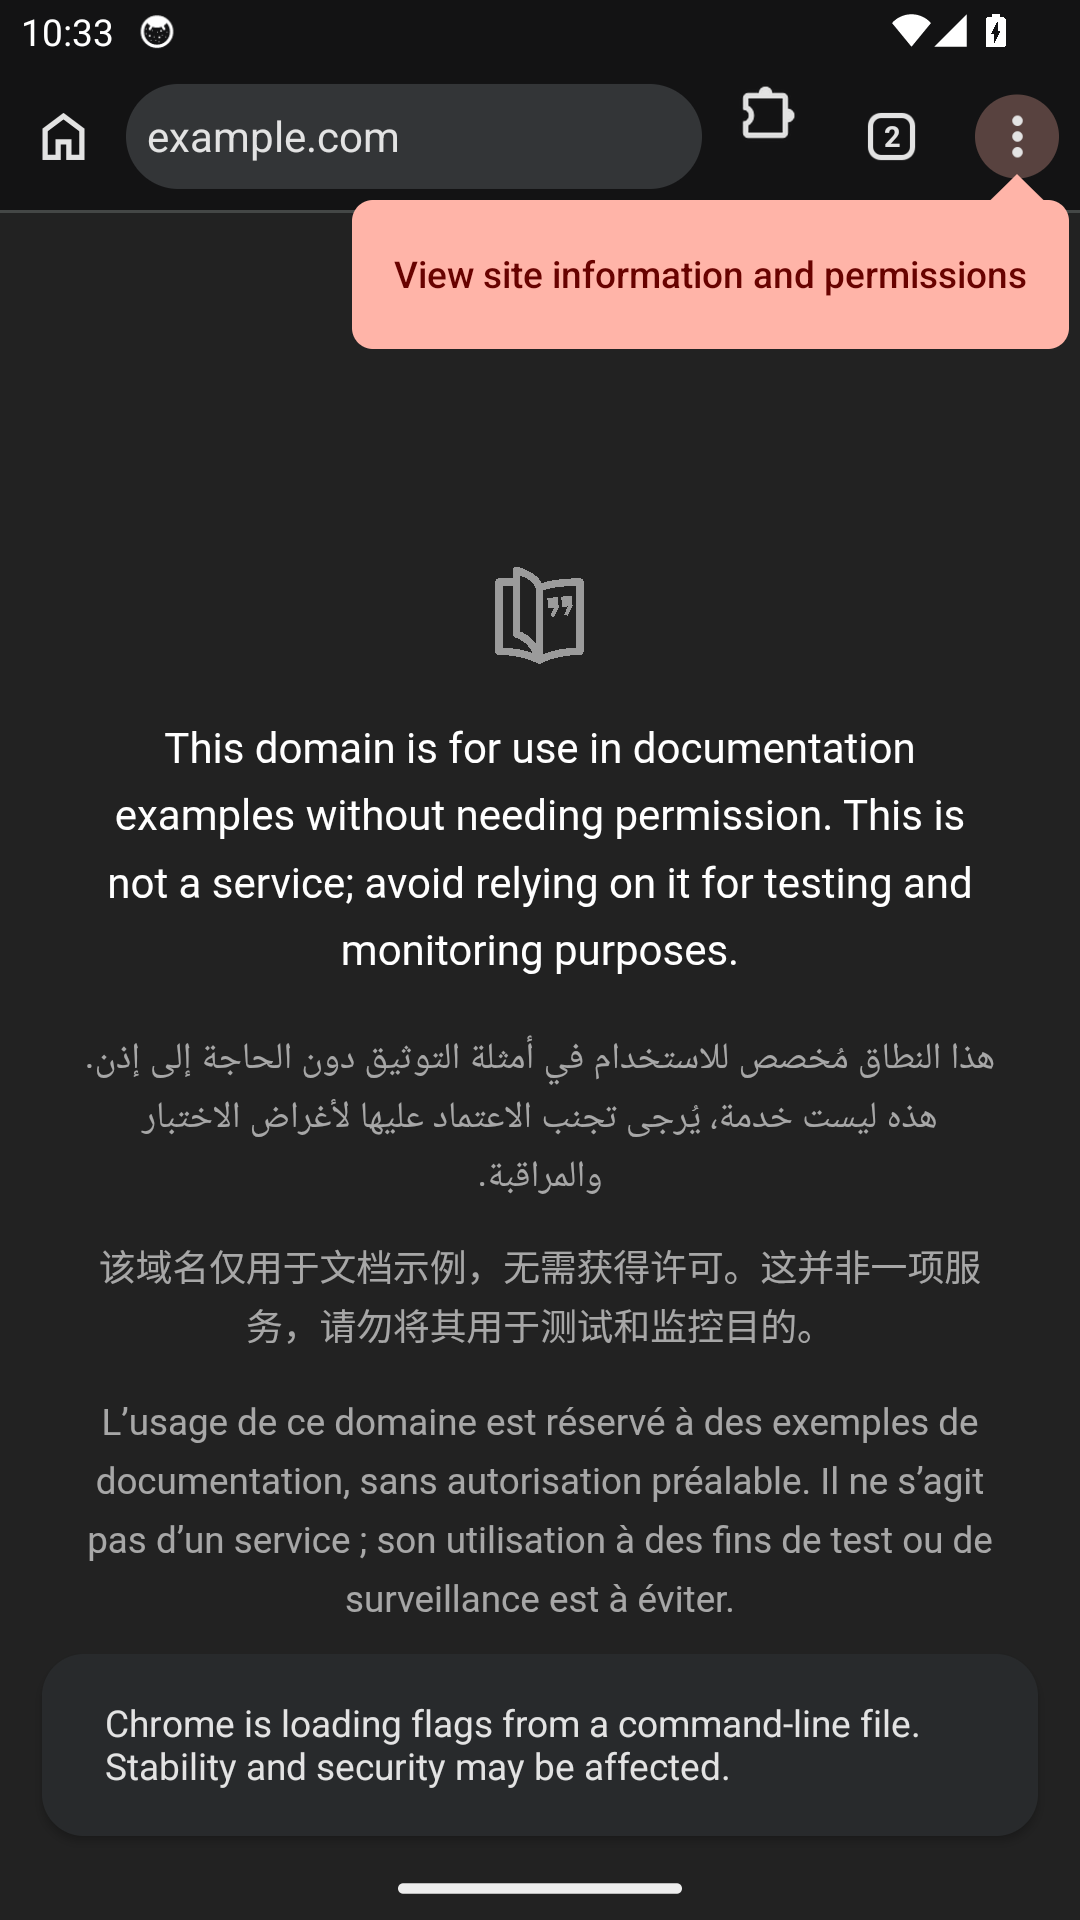 10:33
example.com
2
View site information and permissions
This domain is for use in documentation
examples without needing permission. This is
not a service; avoid relying on it for testing and
monitoring purposes.
هذا النطاق مُخصص للاستخدام في أمثلة التوثيق دون الحاجة إلى إذن.
هذه ليست خدمة، يُرجى تجنب الاعتماد عليها لأغراض الاختبار
والمراقبة.
该域名仅用于文档示例，无需获得许可。这并非一项服
务，请勿将其用于测试和监控目的。
L’usage de ce domaine est réservé à des exemples de
documentation, sans autorisation préalable. Il ne s’agit
pas d’un service ; son utilisation à des fins de test ou de
surveillance est à éviter.
Chrome is loading flags from a command-line file.
Stability and security may be affected.